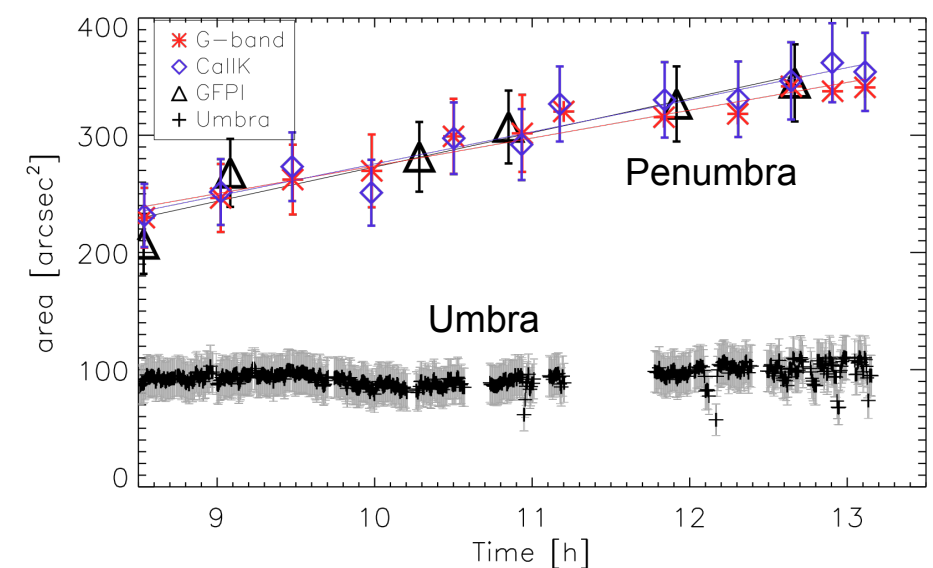 400
300
200
100
0
area [arcsec²]
G-band
CaIIK
GFPI
Umbra
Penumbra
Umbra
9 10 11 12 13
Time [h]